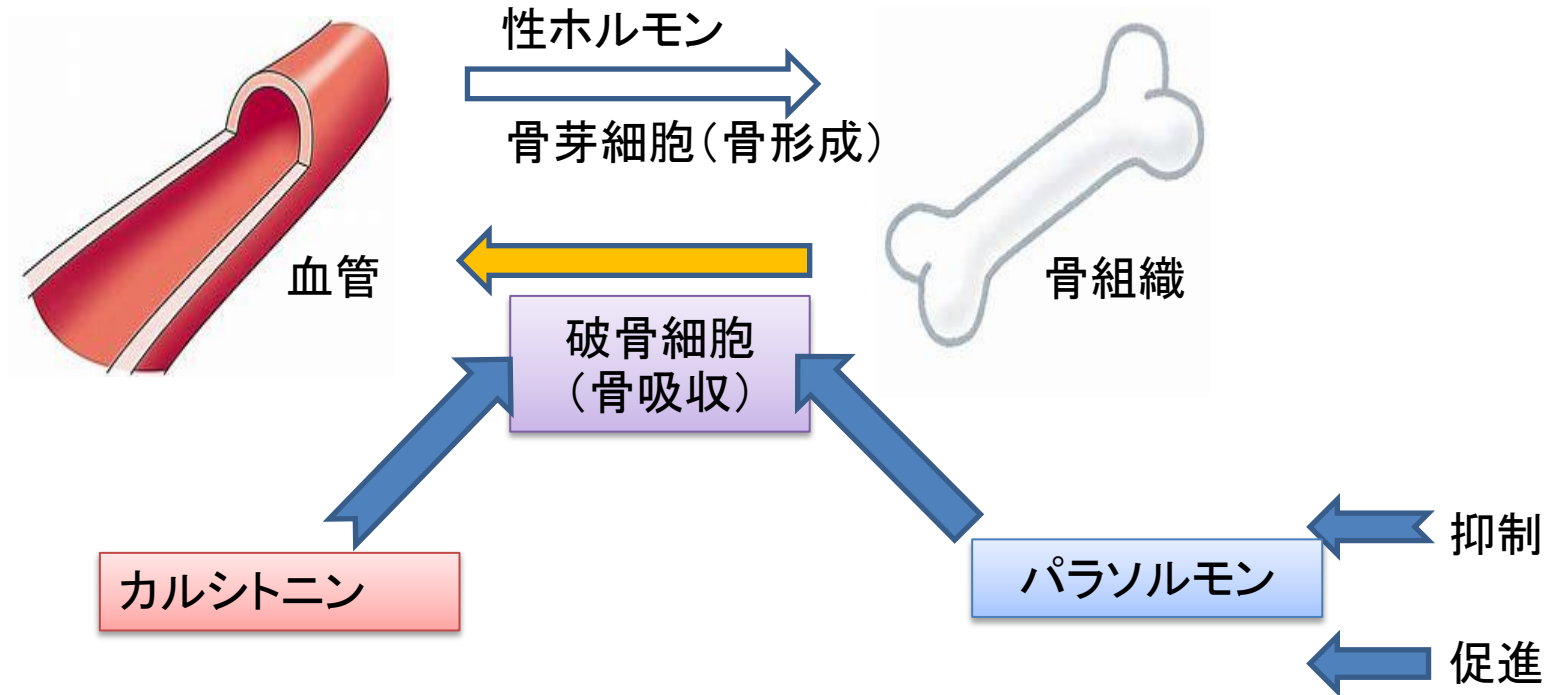 性ホルモン
骨芽細胞（骨形成）
血管
骨組織
破骨細胞
（骨吸収）
カルシトニン
パラソルモン
抑制
促進